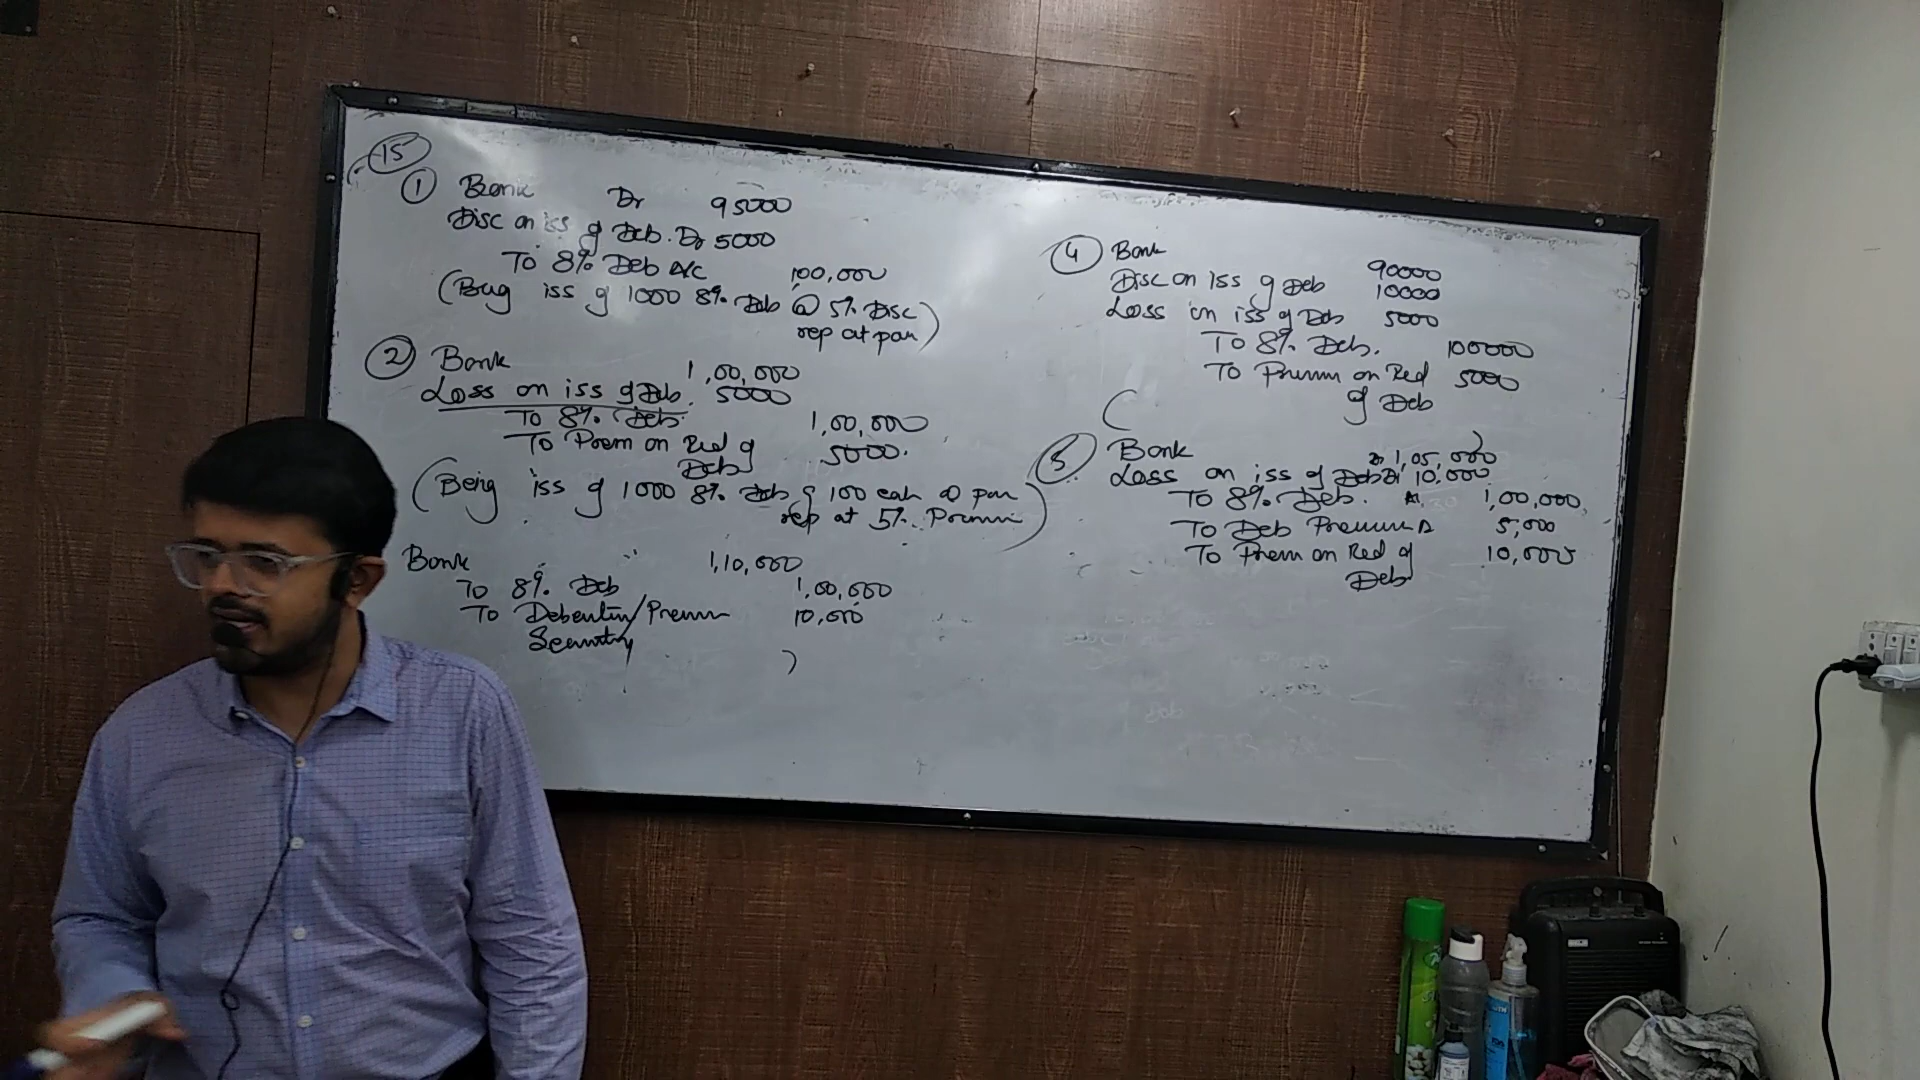 15
1 Bank Dr 95000
Disc on iss of Deb. Dr 5000
To 8% Deb A/c 100,000
(Beig iss of 1000 8% Deb @ 5% Disc
rep at par)
2 Bank 1,00,000
Loss on iss of Deb. 5000
To 8% Deb. 1,00,000
To Prem on Red of 5000.
Deb
(Being iss of 1000 8% Deb of 100 each @ par
rep at 5% Premium)
Bank 1,10,000
To 8% Deb 1,00,000
To Debenture/Premium 10,000
Security
)
4 Bank 90000
Disc on iss of Deb 10000
Loss on iss of Deb 5000
To 8% Deb. 100000
To Premium on Red 5000
of Deb
(
)
5 Bank Dr 1,05,000
Loss on iss of Deb Dr 10,000
To 8% Deb. 1,00,000
To Deb Premium 5,000
To Prem on Red of 10,000
Deb